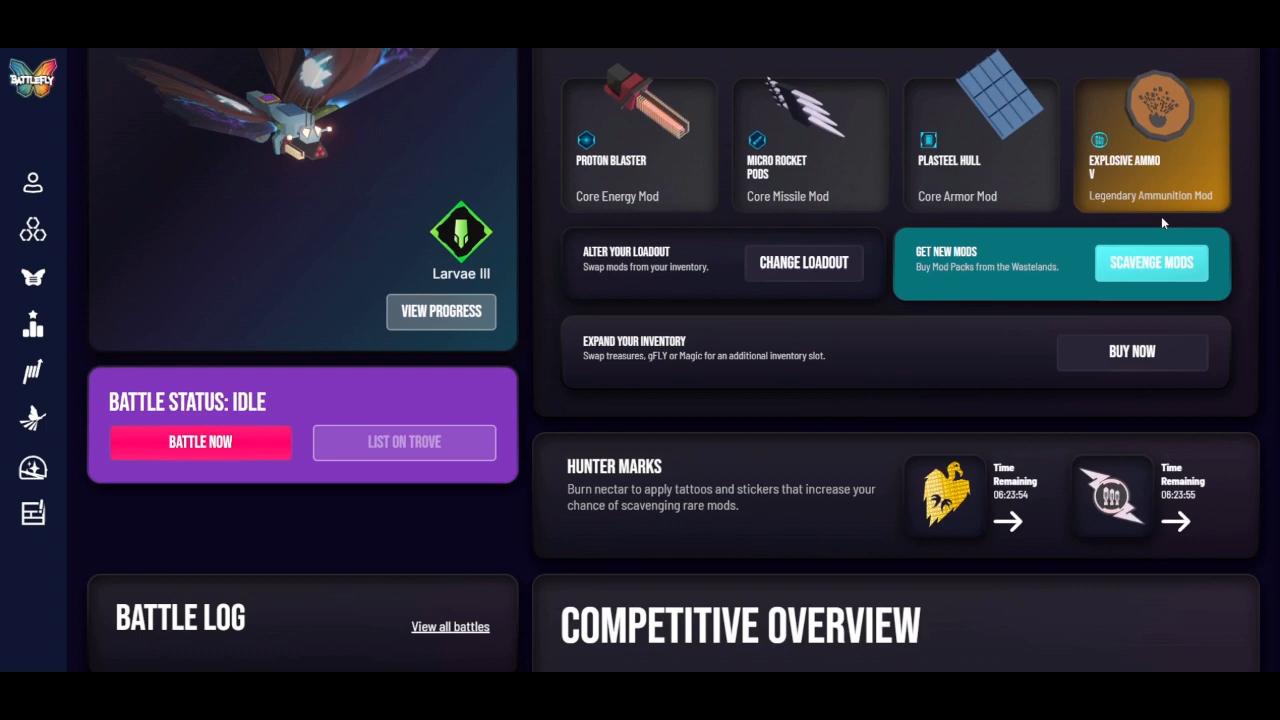 BATTLEFLY
PROTON BLASTER
Core Energy Mod
MICRO ROCKET
PODS
Core Missile Mod
PLASTEEL HULL
Core Armor Mod
EXPLOSIVE AMMO
V
Legendary Ammunition Mod
Larvae III
VIEW PROGRESS
ALTER YOUR LOADOUT
Swap mods from your inventory.
CHANGE LOADOUT
GET NEW MODS
Buy Mod Packs from the Wastelands.
SCAVENGE MODS
EXPAND YOUR INVENTORY
Swap treasures, gFLY or Magic for an additional inventory slot.
BUY NOW
BATTLE STATUS: IDLE
BATTLE NOW
LIST ON TROVE
HUNTER MARKS
Burn nectar to apply tattoos and stickers that increase your
chance of scavenging rare mods.
Time
Remaining
06:23:54
Time
Remaining
06:23:55
BATTLE LOG
View all battles
COMPETITIVE OVERVIEW